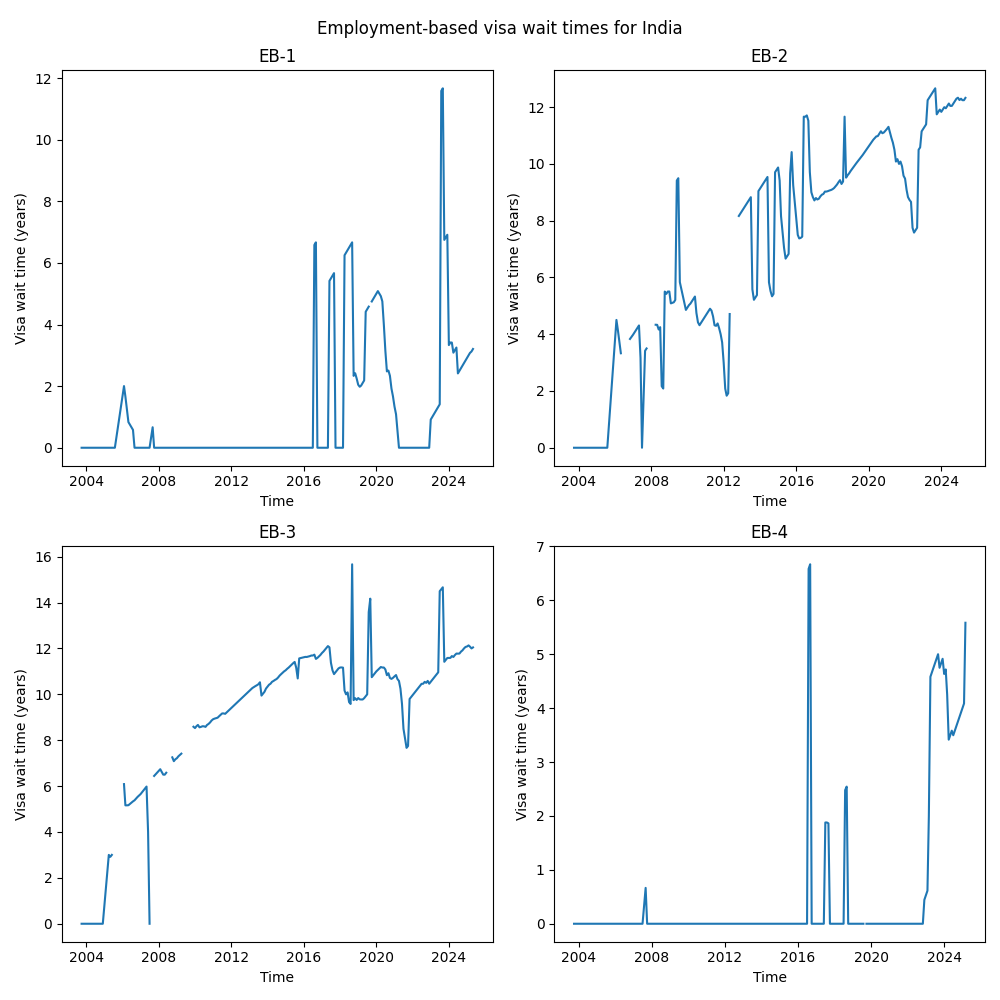 Employment-based visa wait times for India
EB-1
Visa wait time (years)
12
10
8
6
4
2
0
2004 2008 2012 2016 2020 2024
Time
EB-2
Visa wait time (years)
12
10
8
6
4
2
0
2004 2008 2012 2016 2020 2024
Time
EB-3
Visa wait time (years)
16
14
12
10
8
6
4
2
0
2004 2008 2012 2016 2020 2024
Time
EB-4
Visa wait time (years)
7
6
5
4
3
2
1
0
2004 2008 2012 2016 2020 2024
Time